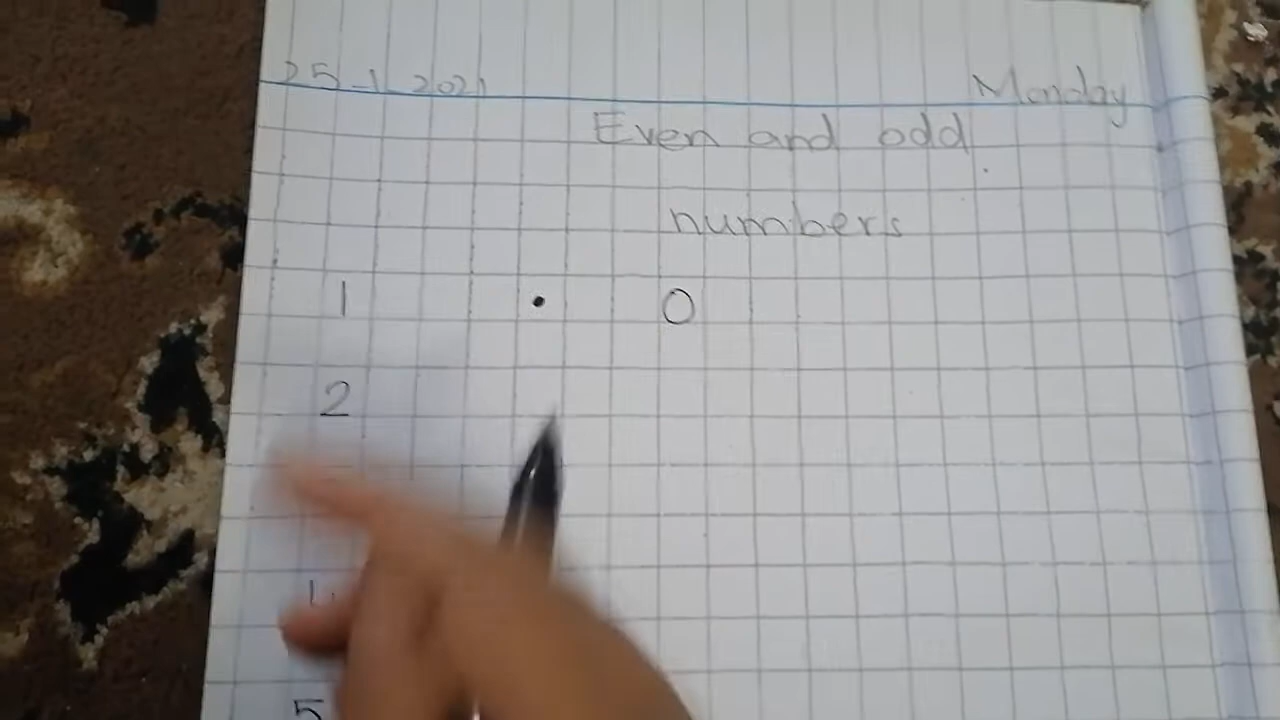 25-1-2021 Monday
Even and odd
numbers
1 • 0
2
5